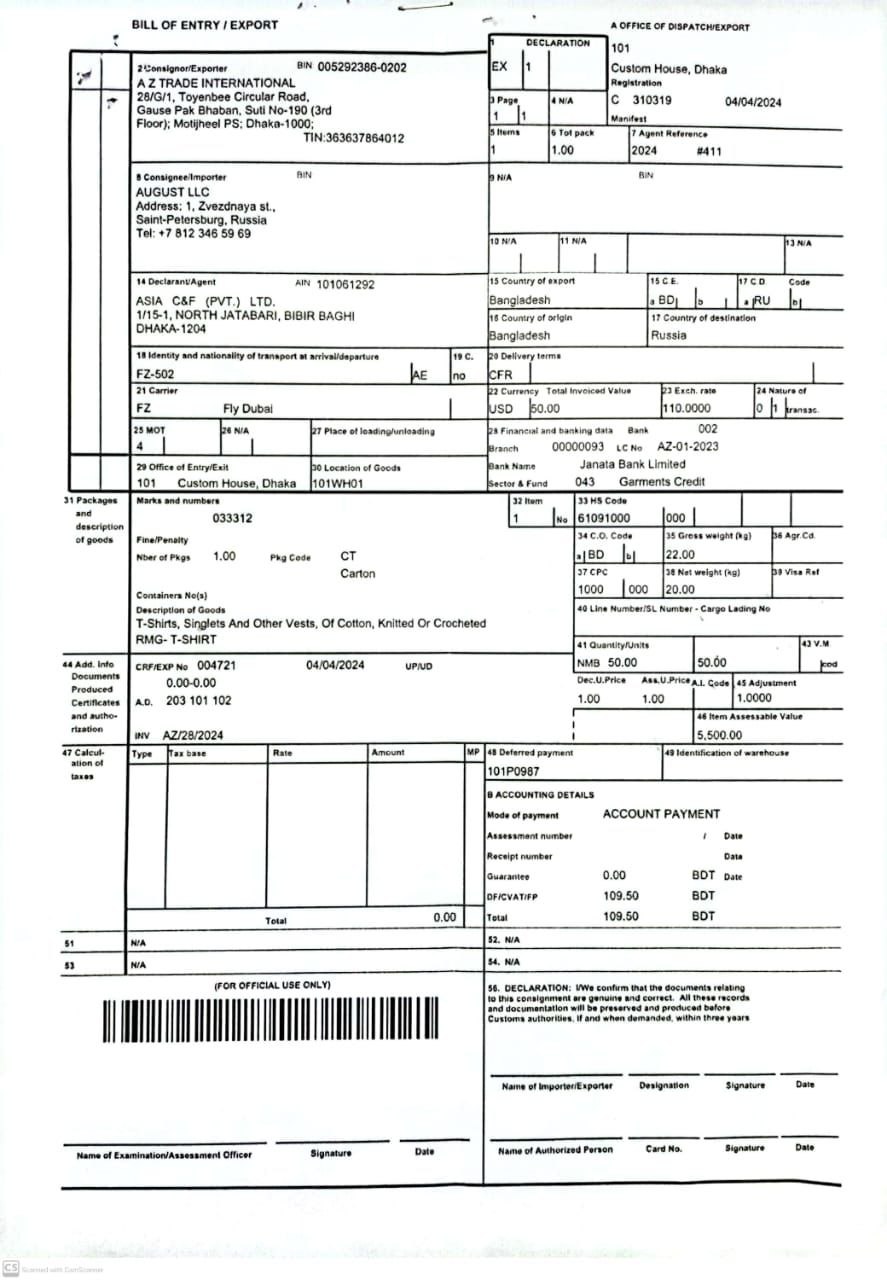 BILL OF ENTRY / EXPORT
A OFFICE OF DISPATCH/EXPORT
1 DECLARATION
EX 1
101
Custom House, Dhaka
Registration
C 310319 04/04/2024
Manifest
2 Consignor/Exporter BIN 005292386-0202
A Z TRADE INTERNATIONAL
28/G/1, Toyenbee Circular Road,
Gause Pak Bhaban, Suti No-190 (3rd
Floor); Motijheel PS; Dhaka-1000;
TIN:363637864012
3 Page 4 N/A
1 1
5 Items 6 Tot pack 7 Agent Reference
1 1.00 2024 #411
8 Consignee/Importer BIN
AUGUST LLC
Address: 1, Zvezdnaya st.,
Saint-Petersburg, Russia
Tel: +7 812 346 59 69
9 N/A BIN
10 N/A 11 N/A 13 N/A
14 Declarant/Agent AIN 101061292
ASIA C&F (PVT.) LTD.
1/15-1, NORTH JATABARI, BIBIR BAGHI
DHAKA-1204
15 Country of export 15 C.E. 17 C.D. Code
Bangladesh a BD b a RU b
16 Country of origin 17 Country of destination
Bangladesh Russia
18 Identity and nationality of transport at arrival/departure 19 C.
FZ-502 AE no
20 Delivery terms
CFR
21 Carrier
FZ Fly Dubai
22 Currency Total Invoiced Value 23 Exch. rate 24 Nature of
USD 50.00 110.0000 0 1 transac.
25 MOT 26 N/A 27 Place of loading/unloading
4
28 Financial and banking data Bank 002
Branch 00000093 LC No AZ-01-2023
Bank Name Janata Bank Limited
Sector & Fund 043 Garments Credit
29 Office of Entry/Exit 30 Location of Goods
101 Custom House, Dhaka 101WH01
31 Packages
and
description
of goods
Marks and numbers
033312
Fine/Penalty
Nber of Pkgs 1.00 Pkg Code CT
Carton
Containers No(s)
Description of Goods
T-Shirts, Singlets And Other Vests, Of Cotton, Knitted Or Crocheted
RMG- T-SHIRT
32 Item 33 HS Code
1 No 61091000 000
34 C.O. Code 35 Gross weight (kg) 36 Agr.Cd.
a BD b 22.00
37 CPC 38 Net weight (kg) 39 Visa Ref
1000 000 20.00
40 Line Number/SL Number - Cargo Lading No
41 Quantity/Units 43 V.M
NMB 50.00 50.00 cod
44 Add. Info
Documents
Produced
Certificates
and autho-
rization
CRF/EXP No 004721 04/04/2024 UP/UD
0.00-0.00
A.D. 203 101 102
INV AZ/28/2024
Dec.U.Price Ass.U.Price A.I. Code 45 Adjustment
1.00 1.00 1.0000
46 Item Assessable Value
5,500.00
47 Calcul-
ation of
taxes
Type Tax base Rate Amount MP
Total 0.00
48 Deferred payment 49 Identification of warehouse
101P0987
B ACCOUNTING DETAILS
Mode of payment ACCOUNT PAYMENT
Assessment number / Date
Receipt number Date
Guarantee 0.00 BDT Date
DF/CVAT/FP 109.50 BDT
Total 109.50 BDT
51 N/A 52. N/A
53 N/A 54. N/A
(FOR OFFICIAL USE ONLY)
56. DECLARATION: I/We confirm that the documents relating
to this consignment are genuine and correct. All these records
and documentation will be preserved and produced before
Customs authorities, if and when demanded, within three years
Name of Importer/Exporter Designation Signature Date
Name of Examination/Assessment Officer Signature Date
Name of Authorized Person Card No. Signature Date
CS Scanned with CamScanner